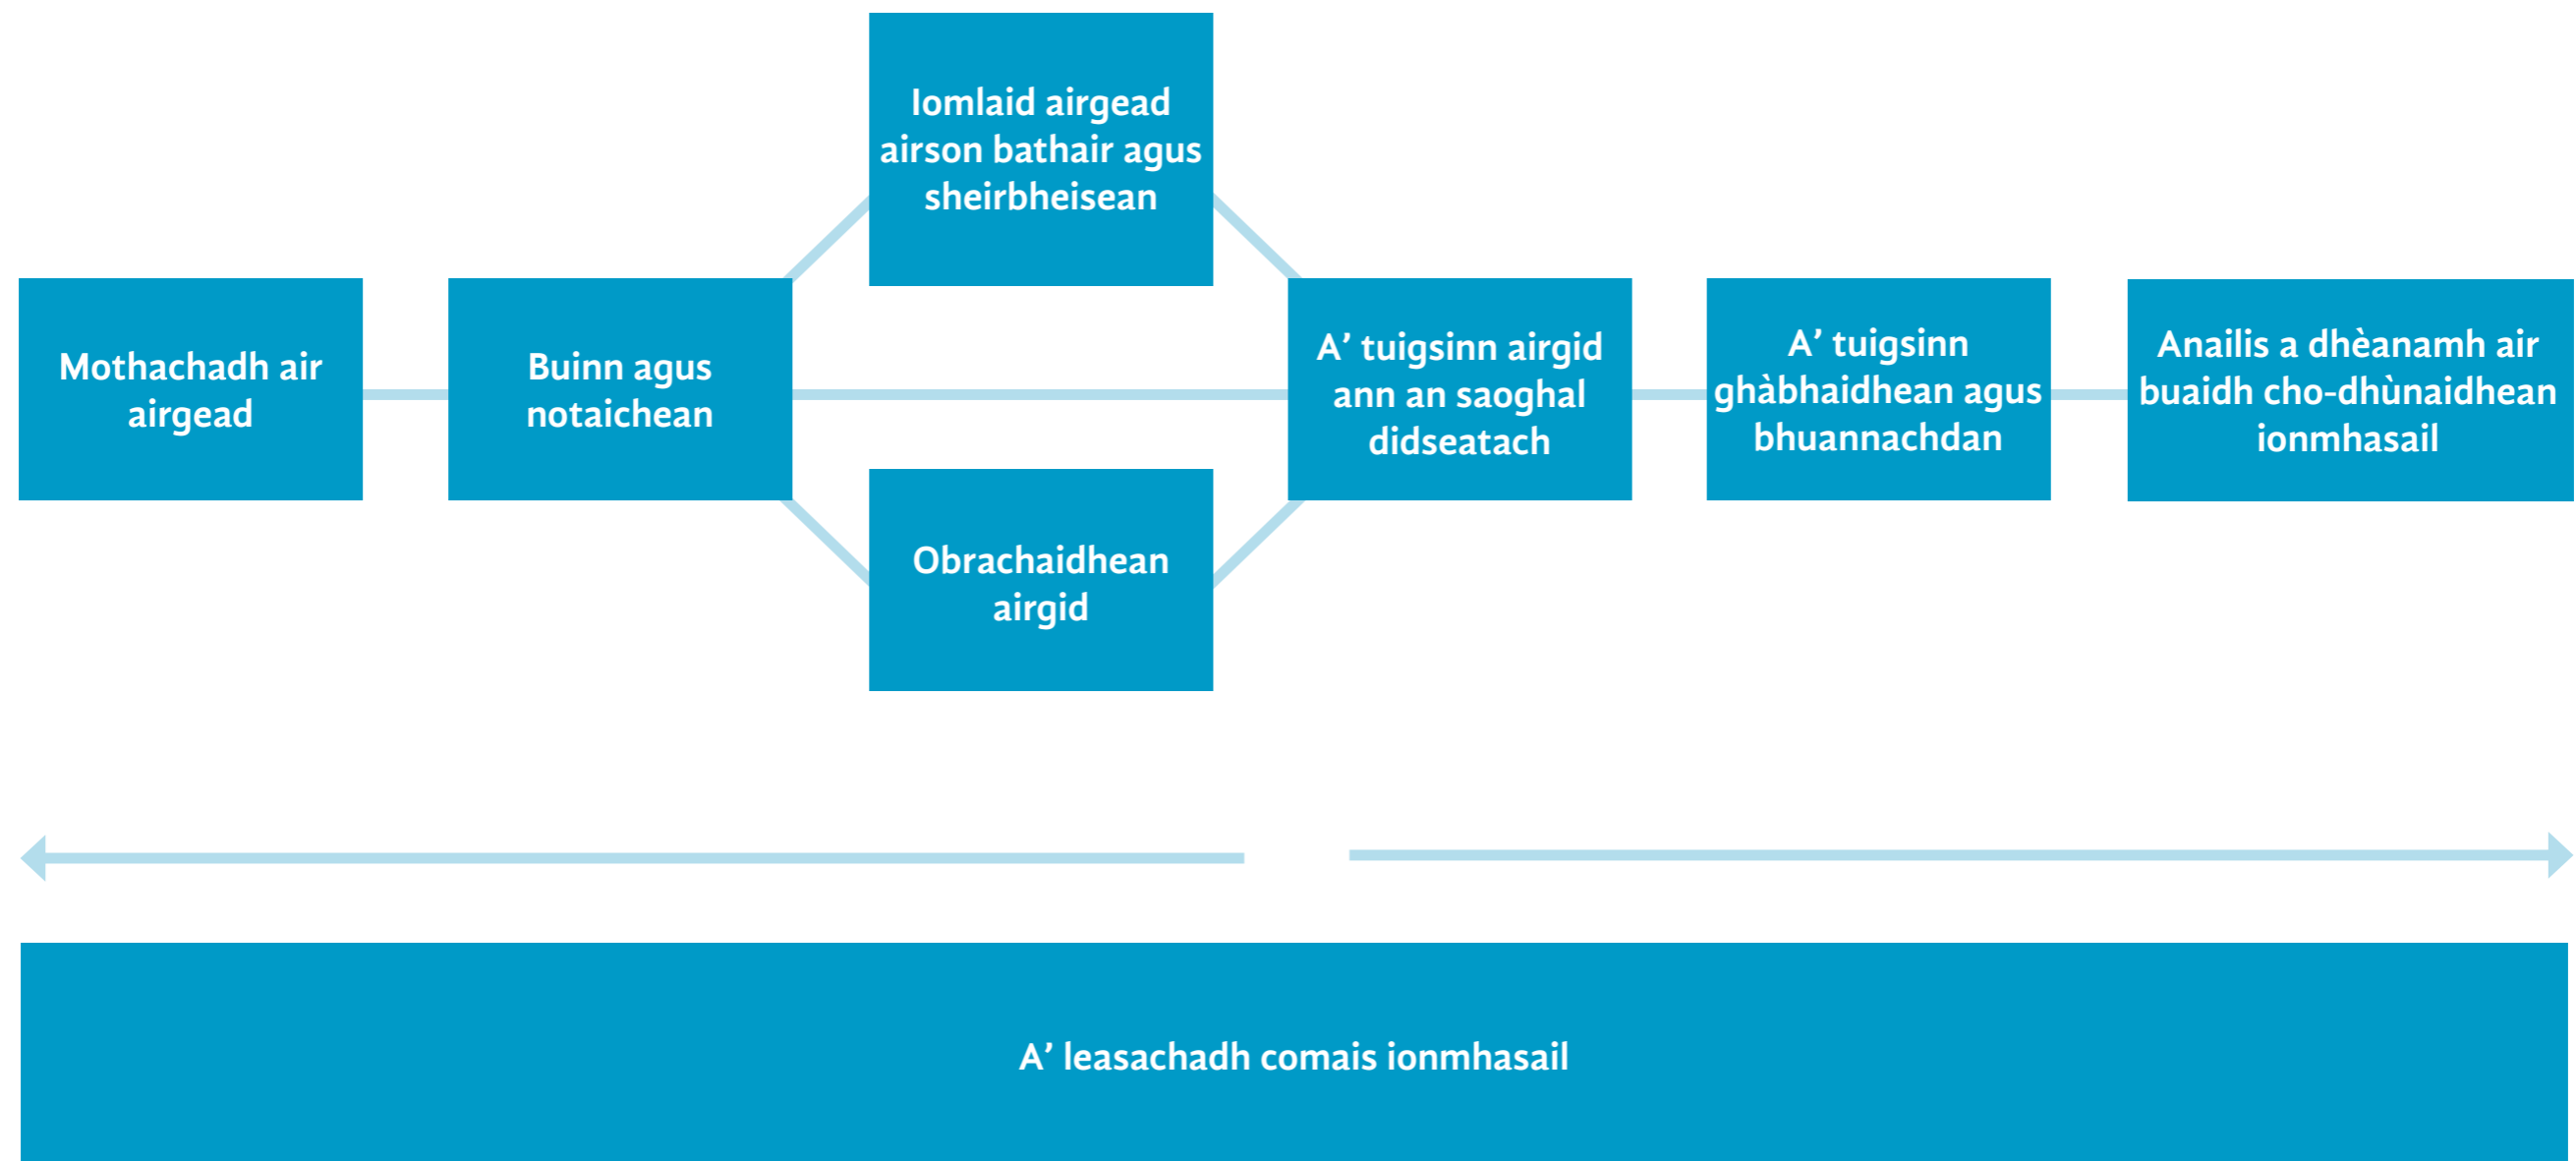 Mothachadh air
airgead
Buinn agus
notaichean
Iomlaid airgead
airson bathair agus
sheirbheisean
Obrachaidhean
airgid
A’ tuigsinn airgid
ann an saoghal
didseatach
A’ tuigsinn
ghàbhaidhean agus
bhuannachdan
Anailis a dhèanamh air
buaidh cho-dhùnaidhean
ionmhasail
A’ leasachadh comais ionmhasail